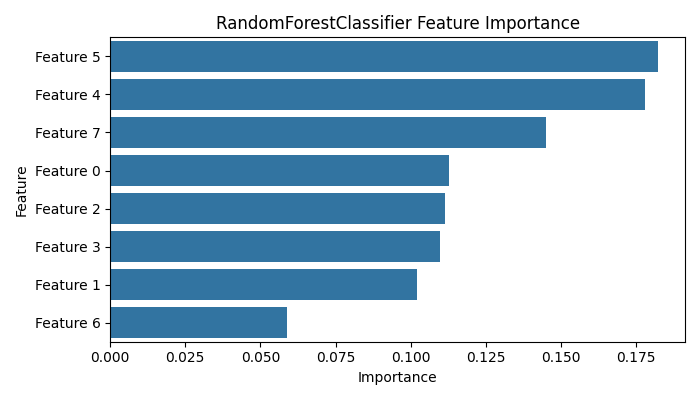 RandomForestClassifier Feature Importance
Feature 5
Feature 4
Feature 7
Feature 0
Feature 2
Feature 3
Feature 1
Feature 6
Feature
0.000 0.025 0.050 0.075 0.100 0.125 0.150 0.175
Importance